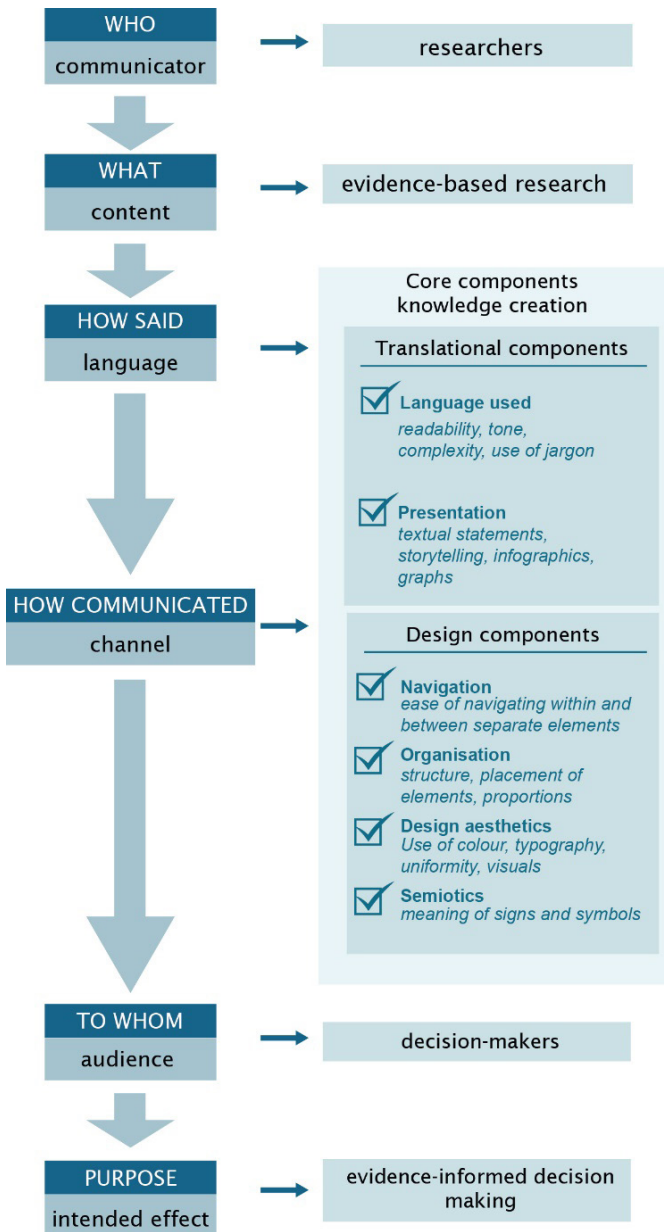 WHO
communicator
researchers
WHAT
content
evidence-based research
HOW SAID
language
Core components
knowledge creation
Translational components
Language used
readability, tone,
complexity, use of jargon
Presentation
textual statements,
storytelling, infographics,
graphs
HOW COMMUNICATED
channel
Design components
Navigation
ease of navigating within and
between separate elements
Organisation
structure, placement of
elements, proportions
Design aesthetics
Use of colour, typography,
uniformity, visuals
Semiotics
meaning of signs and symbols
TO WHOM
audience
decision-makers
PURPOSE
intended effect
evidence-informed decision
making